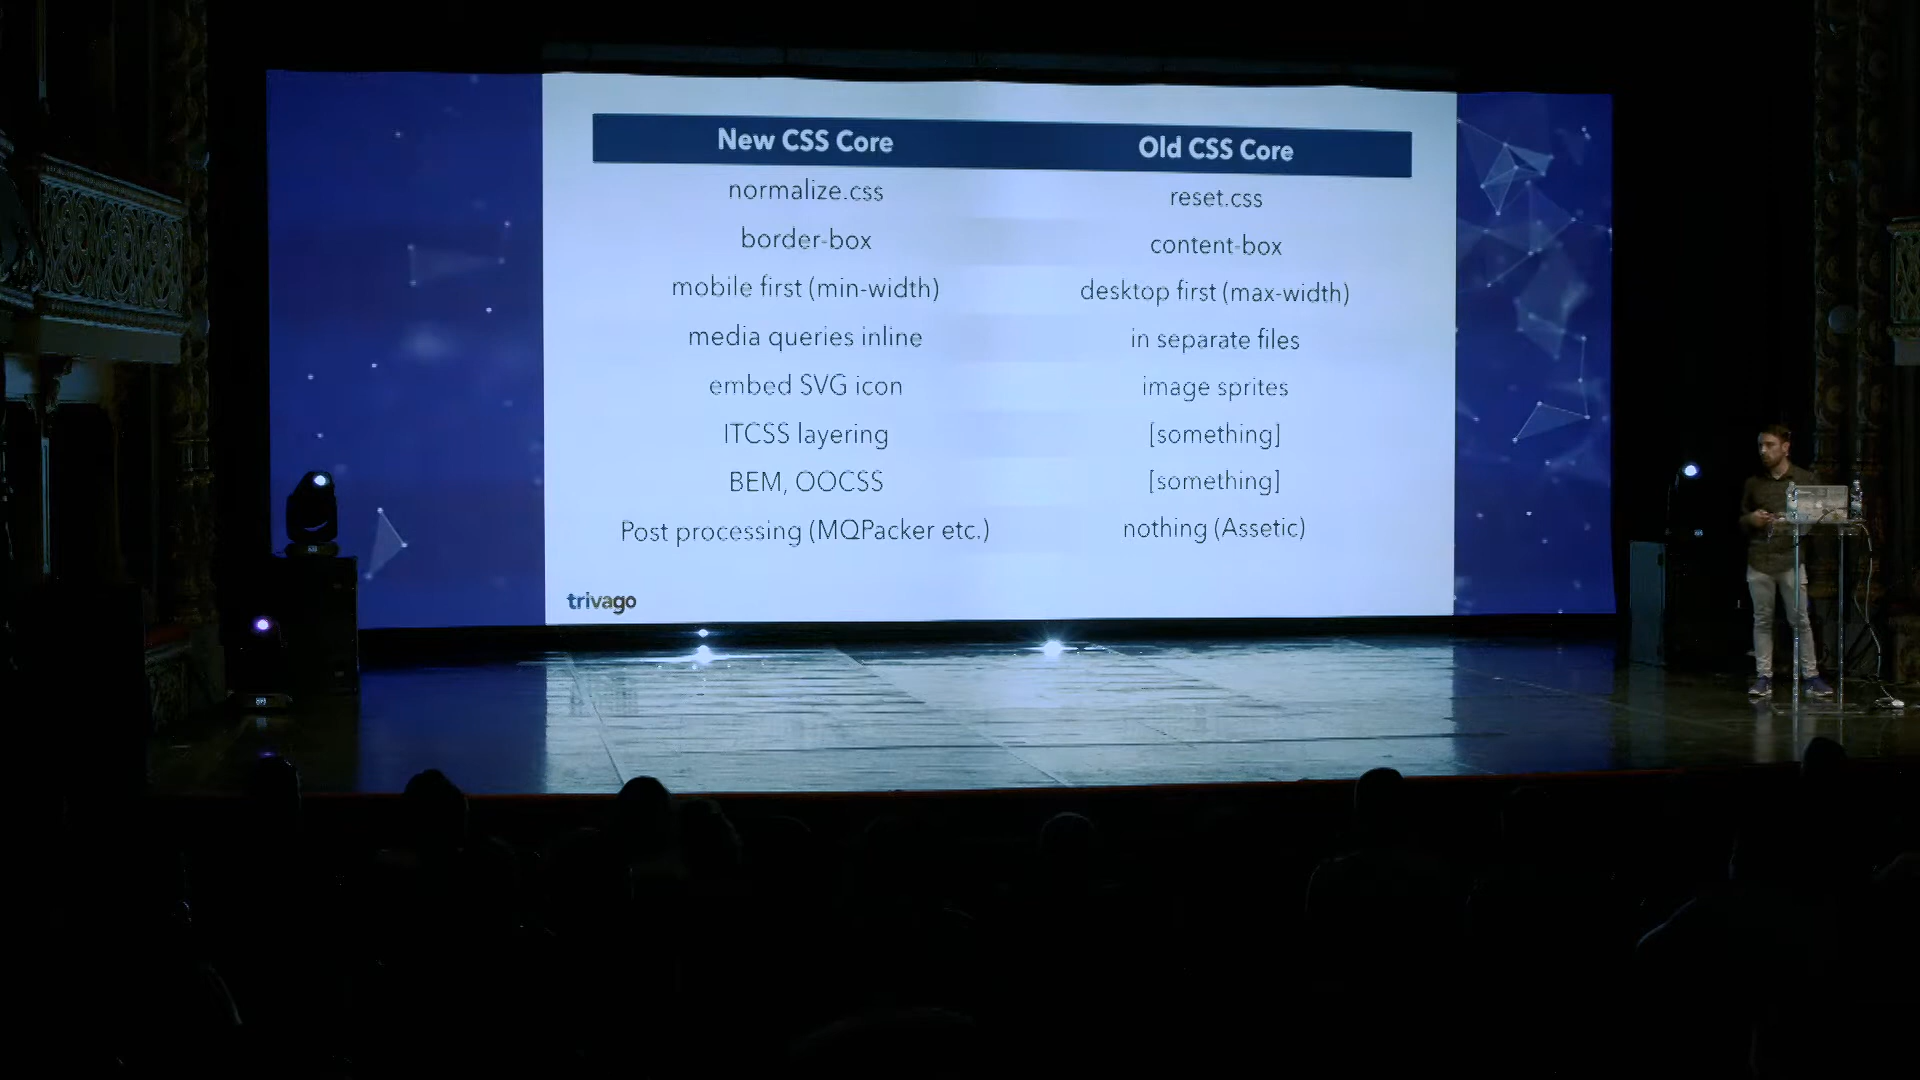 New CSS Core Old CSS Core
normalize.css reset.css
border-box content-box
mobile first (min-width) desktop first (max-width)
media queries inline in separate files
embed SVG icon image sprites
ITCSS layering [something]
BEM, OOCSS [something]
Post processing (MQPacker etc.) nothing (Assetic)
trivago